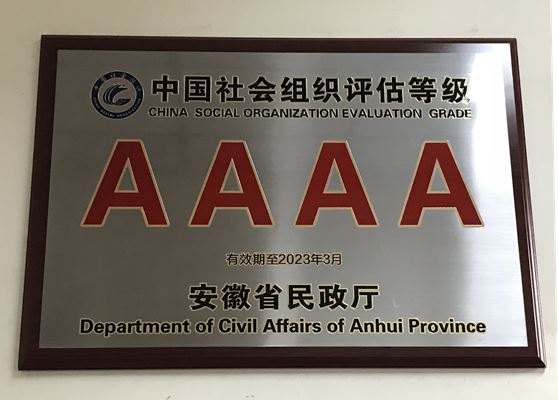 中国社会组织评估等级
CHINA SOCIAL ORGANIZATION EVALUATION GRADE
AAAA
有效期至2023年3月
安徽省民政厅
Department of Civil Affairs of Anhui Province